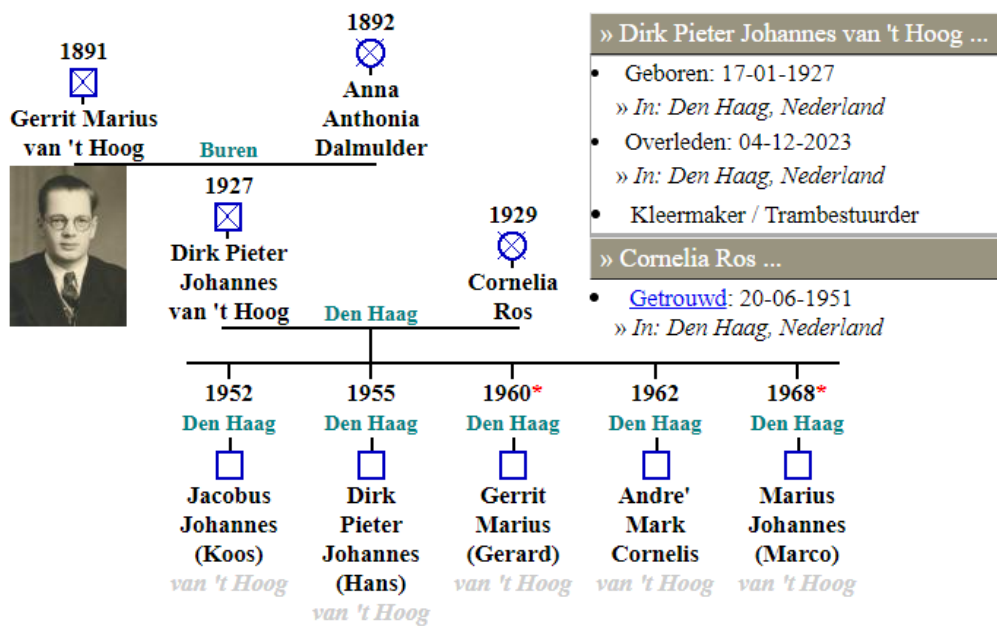 1891
Gerrit Marius
van 't Hoog
1892
Anna
Anthonia
Dalmulder
Buren
1927
Dirk Pieter
Johannes
van 't Hoog
1929
Cornelia
Ros
Den Haag
1952
Den Haag
Jacobus
Johannes
(Koos)
van 't Hoog
1955
Den Haag
Dirk
Pieter
Johannes
(Hans)
van 't Hoog
1960*
Den Haag
Gerrit
Marius
(Gerard)
van 't Hoog
1962
Den Haag
Andre'
Mark
Cornelis
van 't Hoog
1968*
Den Haag
Marius
Johannes
(Marco)
van 't Hoog
» Dirk Pieter Johannes van 't Hoog ...
• Geboren: 17-01-1927
» In: Den Haag, Nederland
• Overleden: 04-12-2023
» In: Den Haag, Nederland
• Kleermaker / Trambestuurder
» Cornelia Ros ...
• Getrouwd: 20-06-1951
» In: Den Haag, Nederland